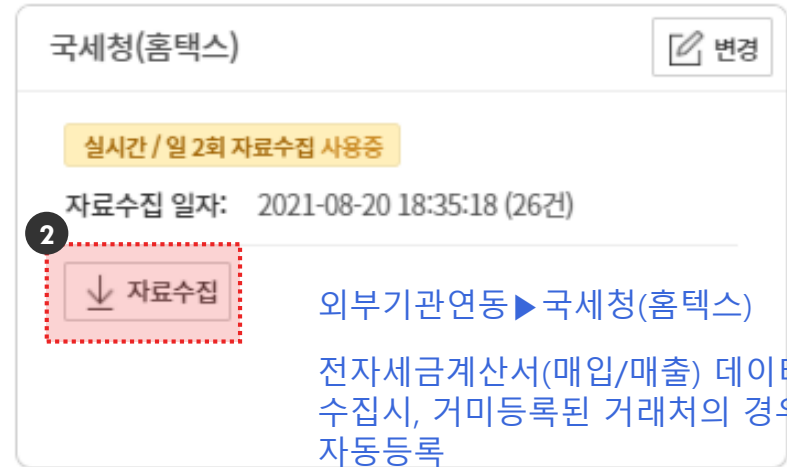 국세청(홈택스)
변경
실시간 / 일 2회 자료수집 사용중
자료수집 일자: 2021-08-20 18:35:18 (26건)
2
자료수집
외부기관연동▶국세청(홈텍스)
전자세금계산서(매입/매출)
수집시, 거미등록된 거래처의
자동등록